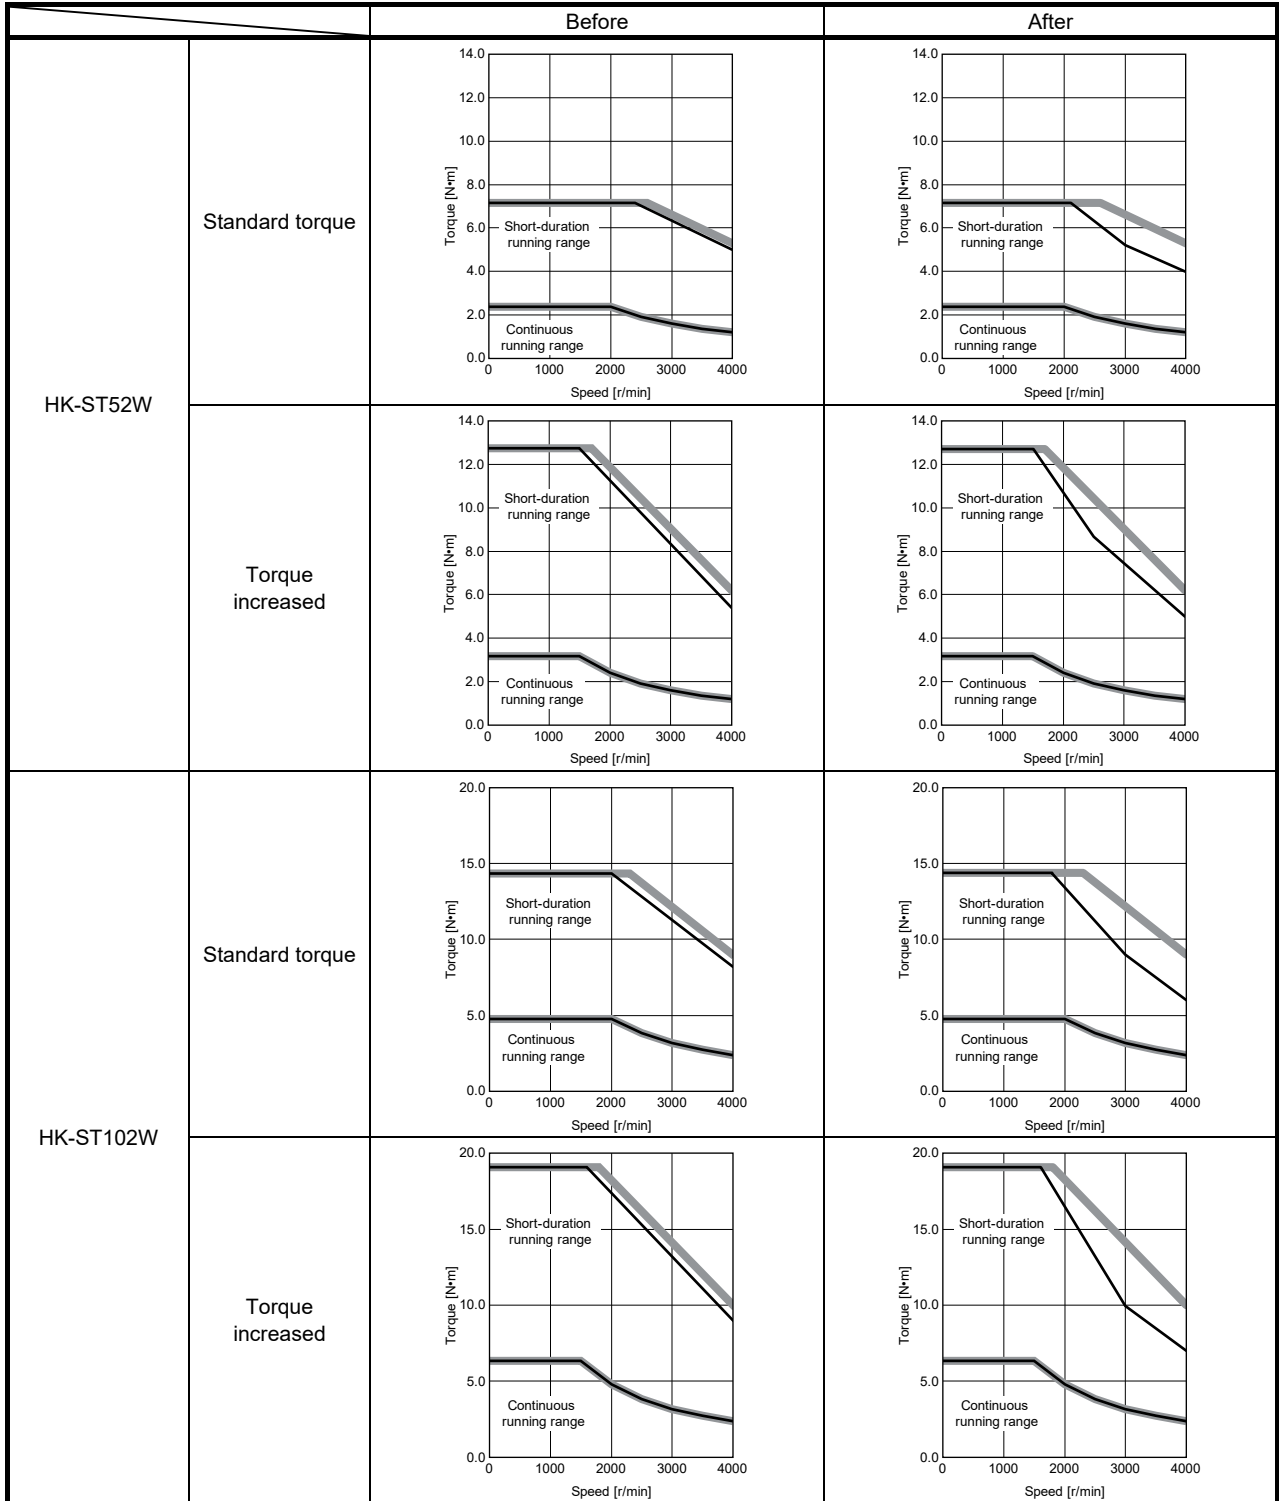 Before
After
HK-ST52W
Standard torque
14.0
12.0
10.0
8.0
6.0
4.0
2.0
0.0
Torque [N•m]
Short-duration
running range
Continuous
running range
0 1000 2000 3000 4000
Speed [r/min]
14.0
12.0
10.0
8.0
6.0
4.0
2.0
0.0
Torque [N•m]
Short-duration
running range
Continuous
running range
0 1000 2000 3000 4000
Speed [r/min]
Torque
increased
14.0
12.0
10.0
8.0
6.0
4.0
2.0
0.0
Torque [N•m]
Short-duration
running range
Continuous
running range
0 1000 2000 3000 4000
Speed [r/min]
14.0
12.0
10.0
8.0
6.0
4.0
2.0
0.0
Torque [N•m]
Short-duration
running range
Continuous
running range
0 1000 2000 3000 4000
Speed [r/min]
HK-ST102W
Standard torque
20.0
15.0
10.0
5.0
0.0
Torque [N•m]
Short-duration
running range
Continuous
running range
0 1000 2000 3000 4000
Speed [r/min]
20.0
15.0
10.0
5.0
0.0
Torque [N•m]
Short-duration
running range
Continuous
running range
0 1000 2000 3000 4000
Speed [r/min]
Torque
increased
20.0
15.0
10.0
5.0
0.0
Torque [N•m]
Short-duration
running range
Continuous
running range
0 1000 2000 3000 4000
Speed [r/min]
20.0
15.0
10.0
5.0
0.0
Torque [N•m]
Short-duration
running range
Continuous
running range
0 1000 2000 3000 4000
Speed [r/min]